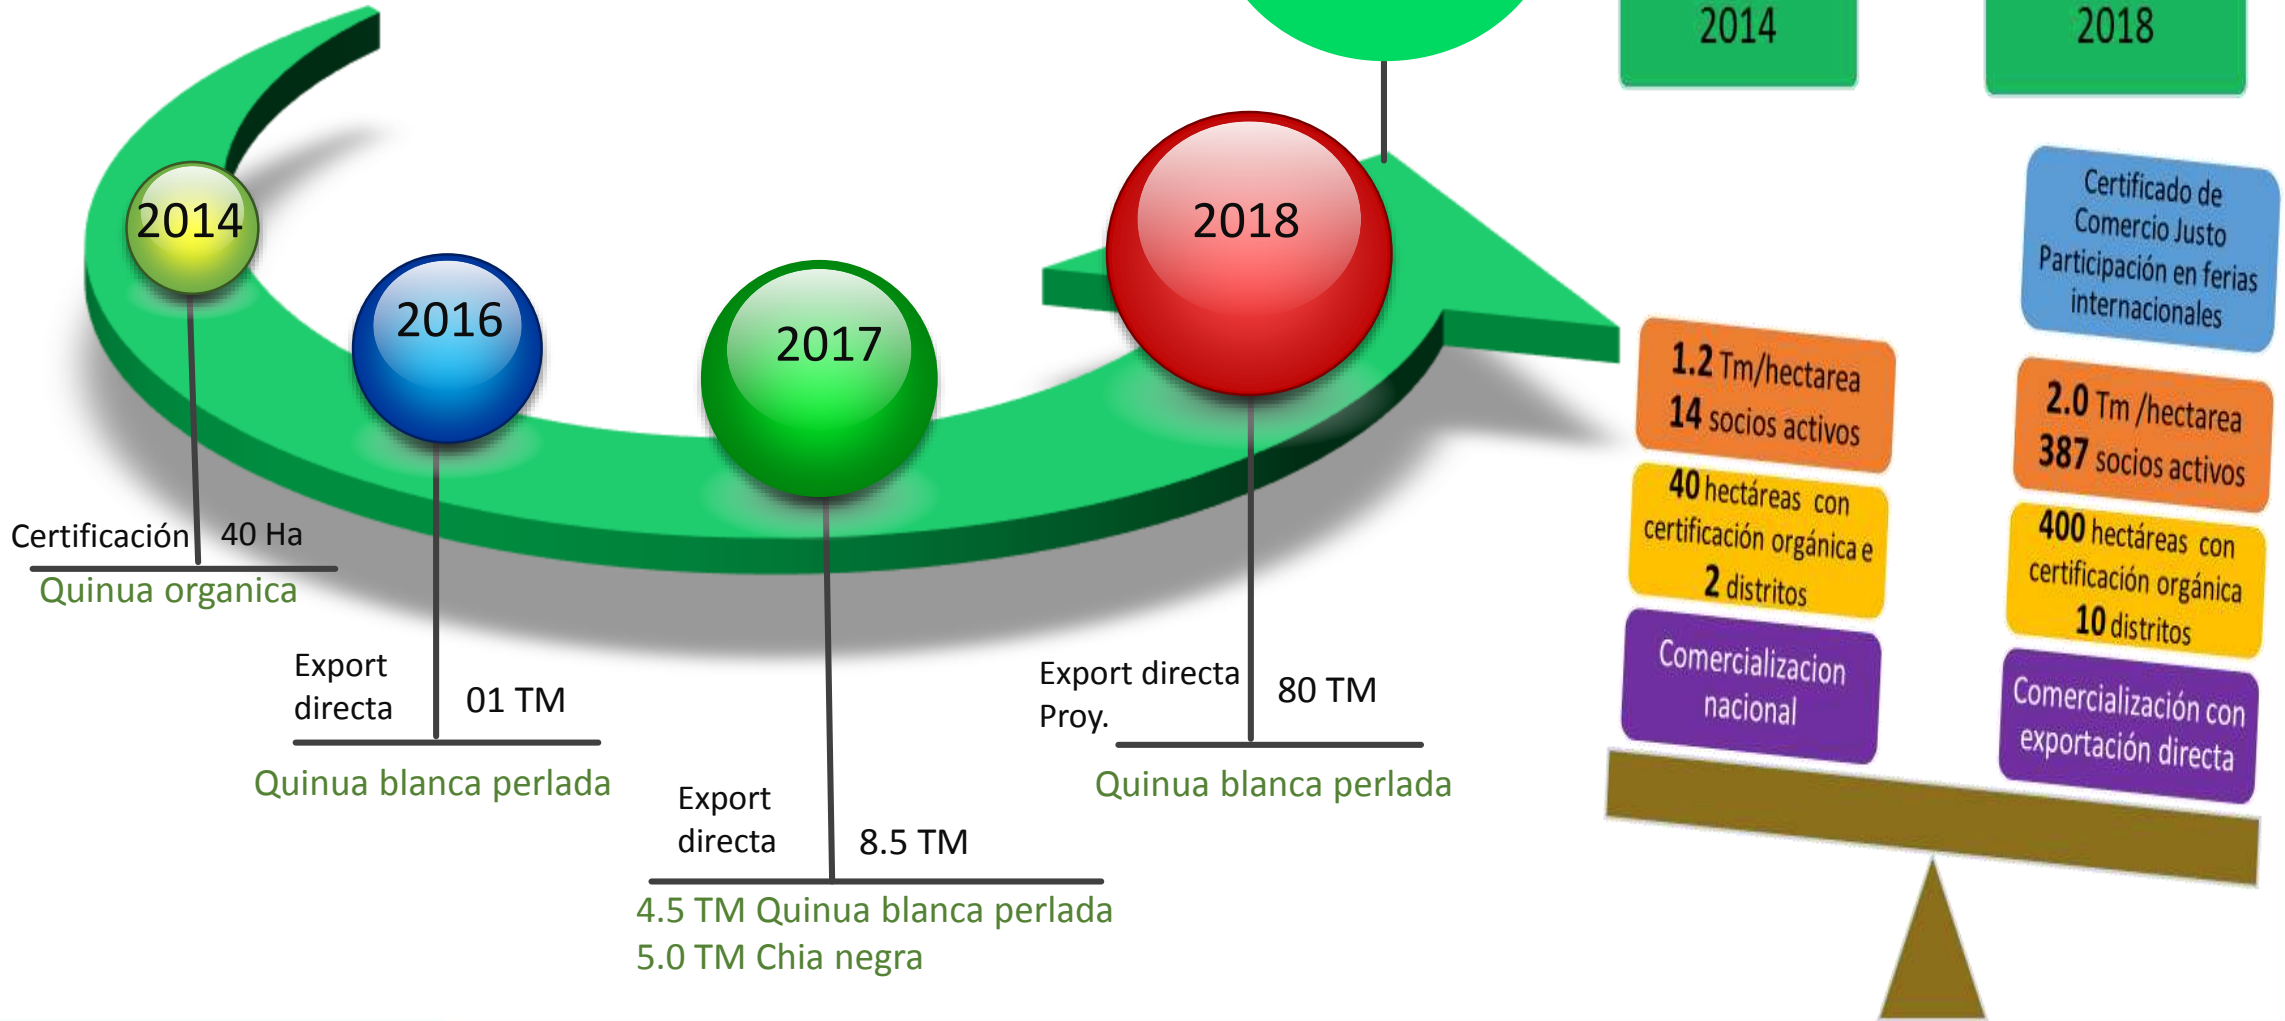 2014
Certificación 40 Ha
Quinua organica
2016
Export
directa
01 TM
Quinua blanca perlada
2017
Export
directa
8.5 TM
4.5 TM Quinua blanca perlada
5.0 TM Chia negra
2018
Export directa
Proy.
80 TM
Quinua blanca perlada
2014
1.2 Tm/hectarea
14 socios activos
40 hectáreas con
certificación orgánica e
2 distritos
Comercializacion
nacional
2018
Certificado de
Comercio Justo
Participación en ferias
internacionales
2.0 Tm /hectarea
387 socios activos
400 hectáreas con
certificación orgánica
10 distritos
Comercialización con
exportación directa